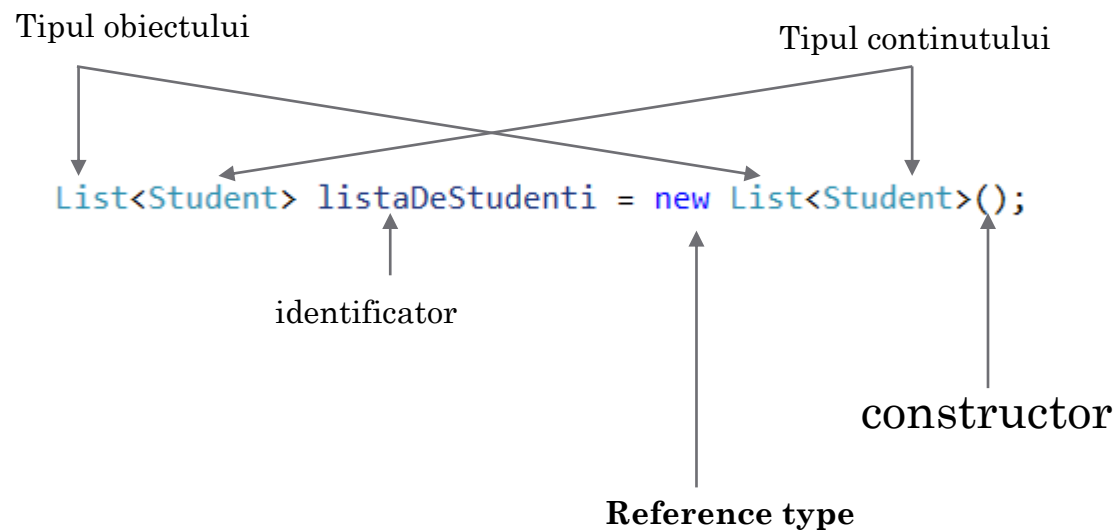 Tipul obiectului
Tipul continutului
List<Student> listaDeStudenti = new List<Student>();
identificator
constructor
Reference type